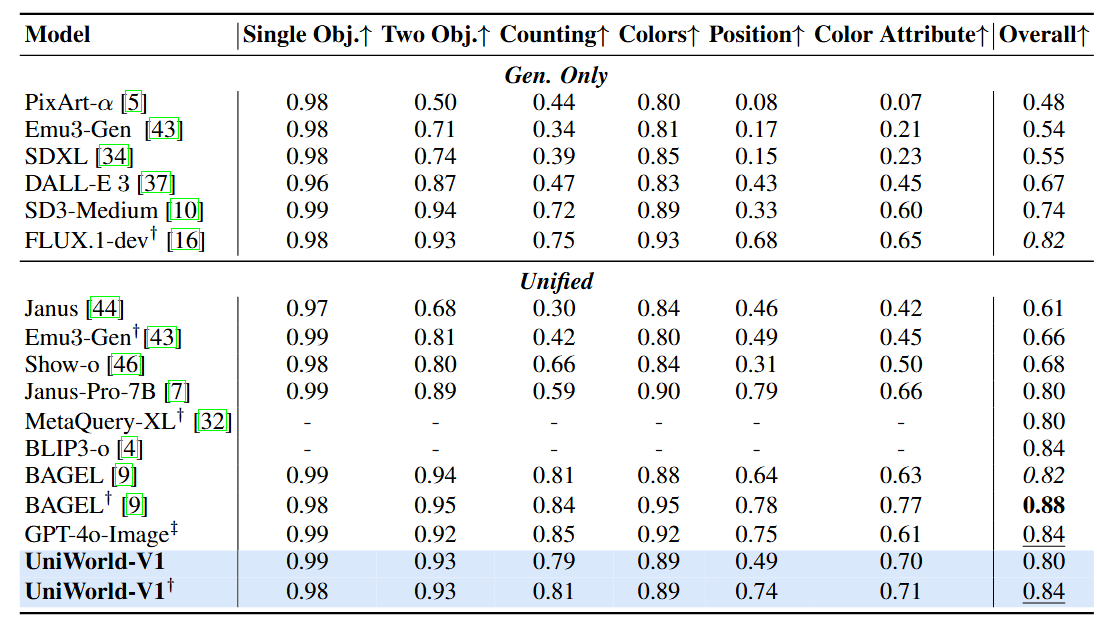 Model Single Obj.↑ Two Obj.↑ Counting↑ Colors↑ Position↑ Color Attribute↑ Overall↑
Gen. Only
PixArt-α [5] 0.98 0.50 0.44 0.80 0.08 0.07 0.48
Emu3-Gen [43] 0.98 0.71 0.34 0.81 0.17 0.21 0.54
SDXL [34] 0.98 0.74 0.39 0.85 0.15 0.23 0.55
DALL-E 3 [37] 0.96 0.87 0.47 0.83 0.43 0.45 0.67
SD3-Medium [10] 0.99 0.94 0.72 0.89 0.33 0.60 0.74
FLUX.1-dev† [16] 0.98 0.93 0.75 0.93 0.68 0.65 0.82
Unified
Janus [44] 0.97 0.68 0.30 0.84 0.46 0.42 0.61
Emu3-Gen†[43] 0.99 0.81 0.42 0.80 0.49 0.45 0.66
Show-o [46] 0.98 0.80 0.66 0.84 0.31 0.50 0.68
Janus-Pro-7B [7] 0.99 0.89 0.59 0.90 0.79 0.66 0.80
MetaQuery-XL† [32] - - - - - - 0.80
BLIP3-o [4] - - - - - - 0.84
BAGEL [9] 0.99 0.94 0.81 0.88 0.64 0.63 0.82
BAGEL† [9] 0.98 0.95 0.84 0.95 0.78 0.77 0.88
GPT-4o-Image‡ 0.99 0.92 0.85 0.92 0.75 0.61 0.84
UniWorld-V1 0.99 0.93 0.79 0.89 0.49 0.70 0.80
UniWorld-V1† 0.98 0.93 0.81 0.89 0.74 0.71 0.84